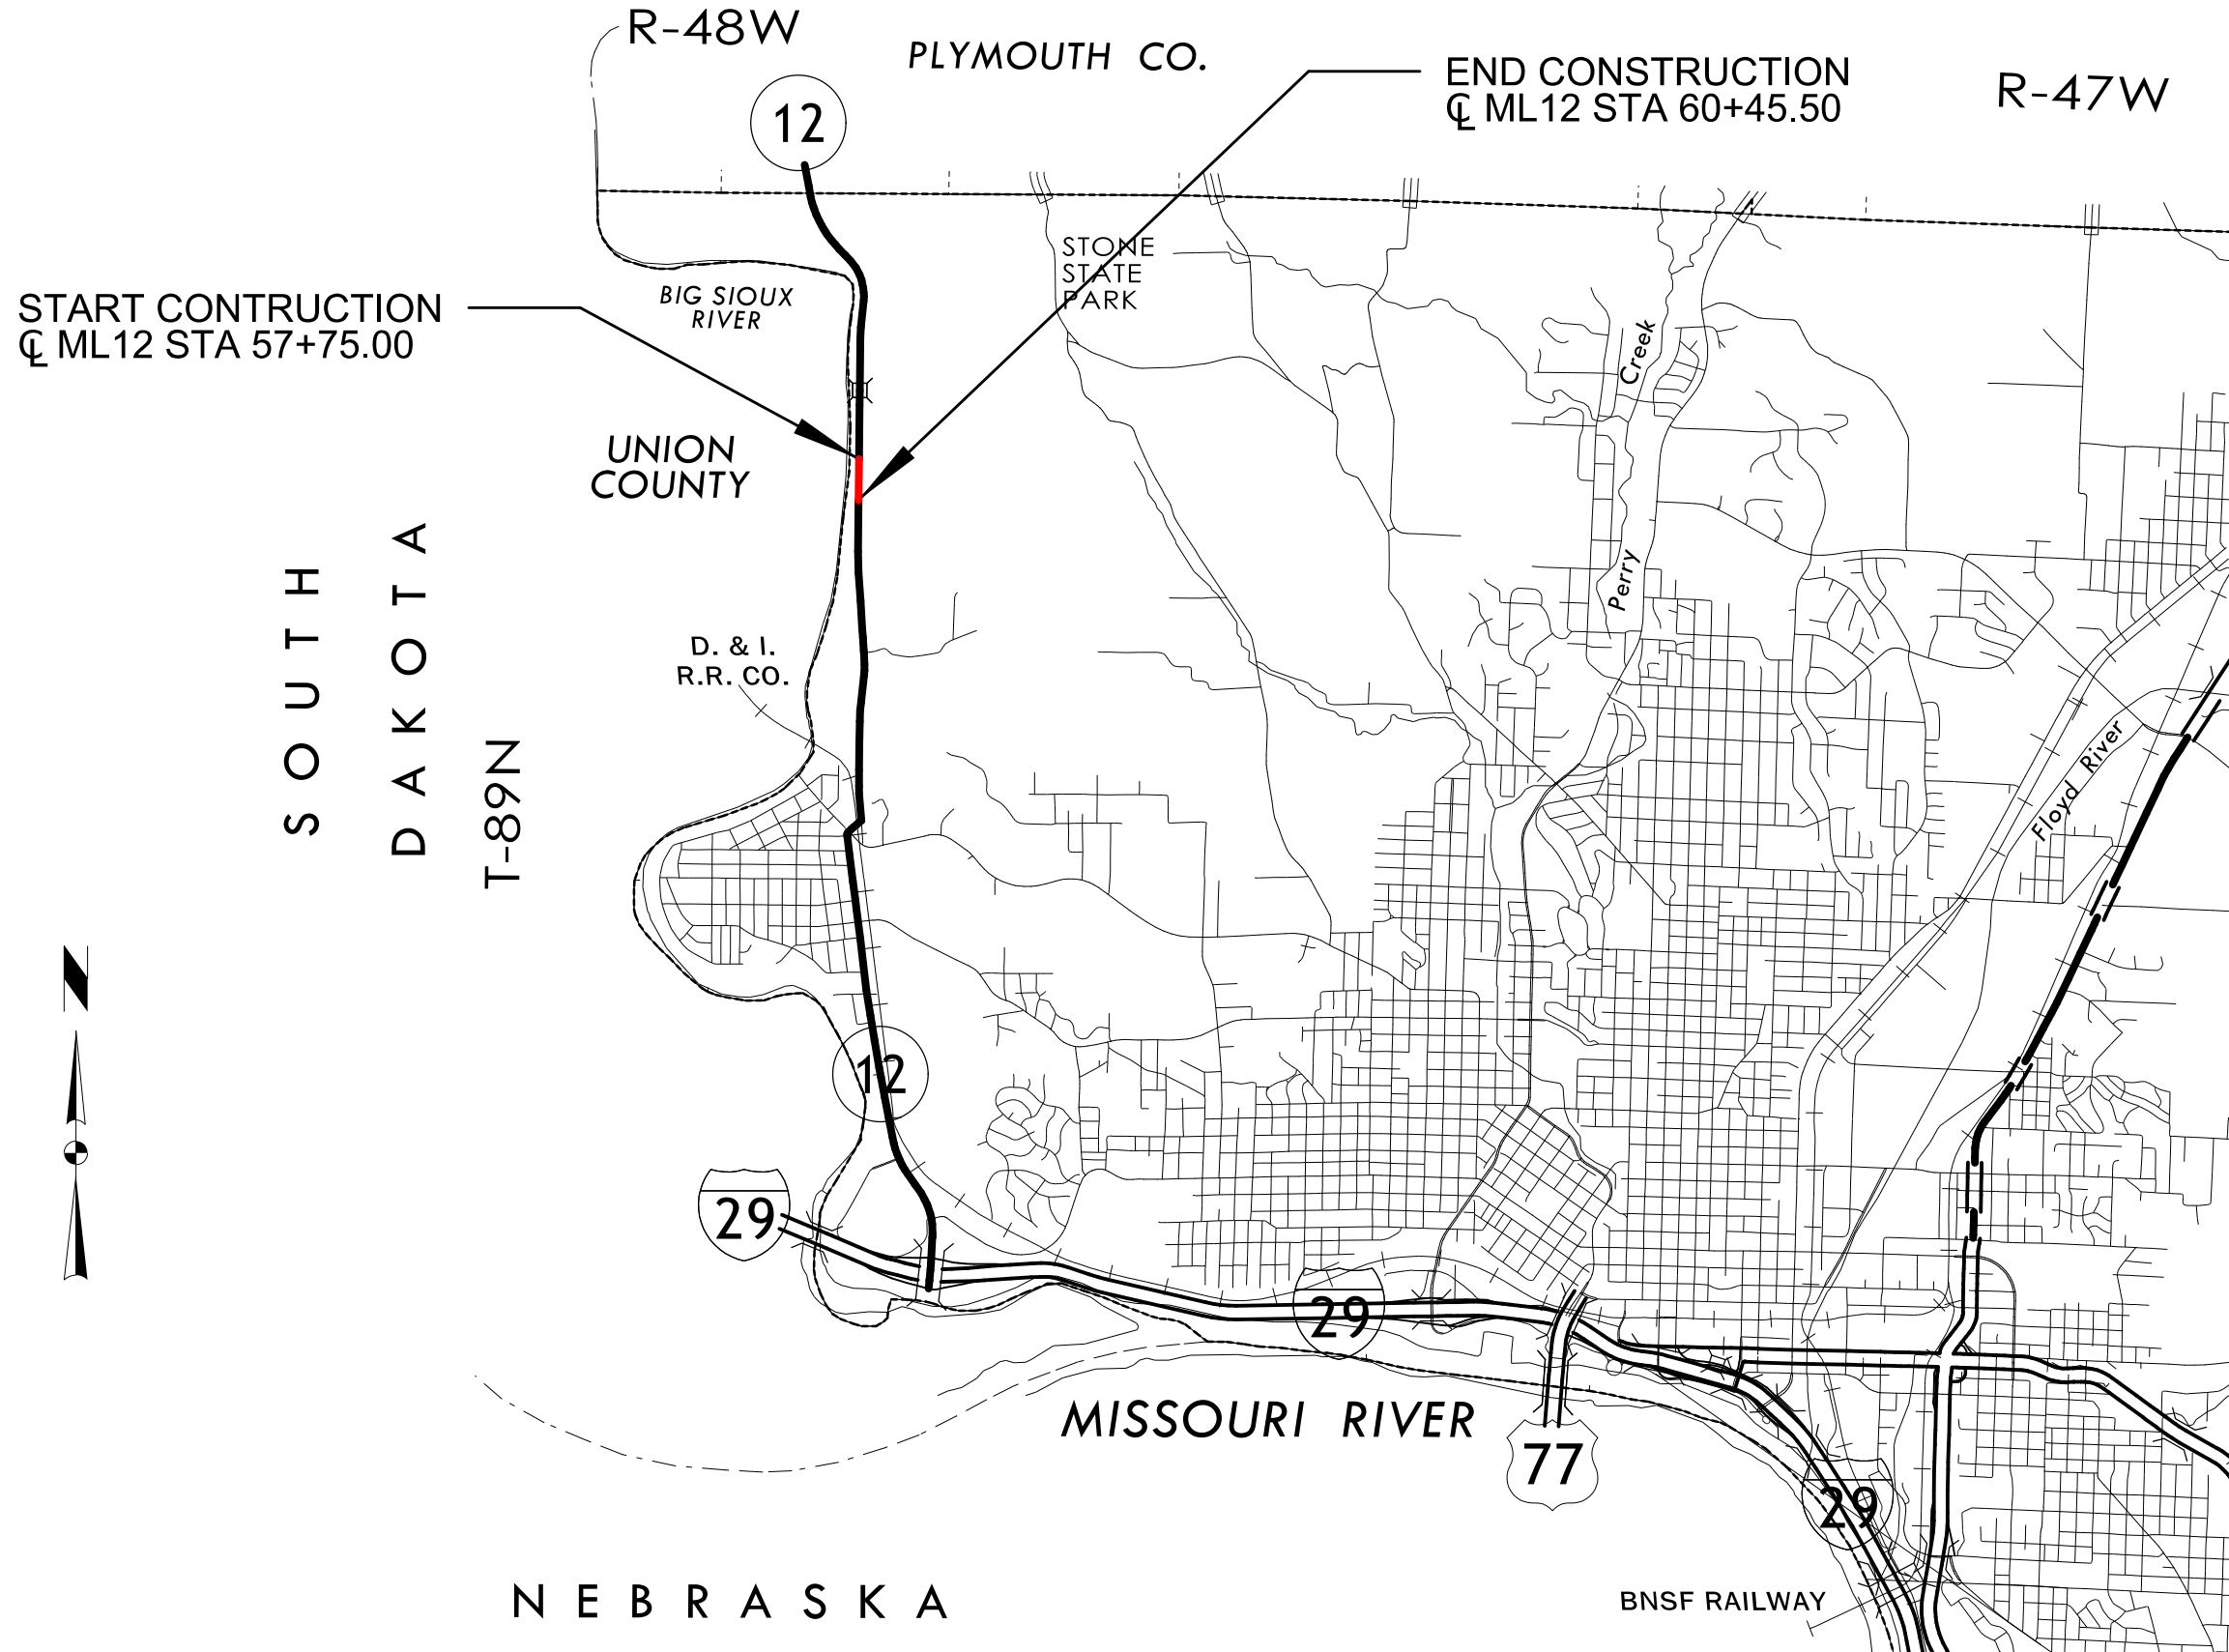 R-48W
PLYMOUTH CO.
END CONSTRUCTION
℄ ML12 STA 60+45.50
R-47W
12
STONE
STATE
PARK
BIG SIOUX
RIVER
START CONTRUCTION
℄ ML12 STA 57+75.00
Perry Creek
UNION
COUNTY
SOUTH
DAKOTA
D. & I.
R.R. CO.
T-89N
Floyd River
N
12
29
29
MISSOURI RIVER
77
29
NEBRASKA
BNSF RAILWAY